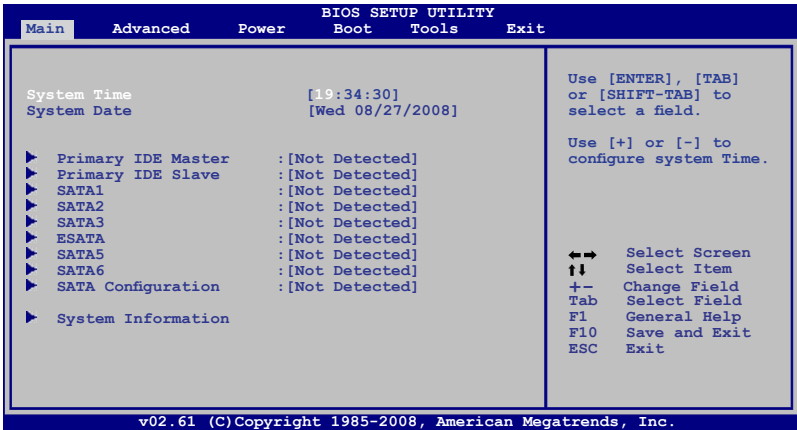 BIOS SETUP UTILITY
Main Advanced Power Boot Tools Exit
System Time [19:34:30]
System Date [Wed 08/27/2008]
Primary IDE Master :[Not Detected]
Primary IDE Slave :[Not Detected]
SATA1 :[Not Detected]
SATA2 :[Not Detected]
SATA3 :[Not Detected]
ESATA :[Not Detected]
SATA5 :[Not Detected]
SATA6 :[Not Detected]
SATA Configuration :[Not Detected]
System Information
Use [ENTER], [TAB]
or [SHIFT-TAB] to
select a field.
Use [+] or [-] to
configure system Time.
←→ Select Screen
↑↓ Select Item
+- Change Field
Tab Select Field
F1 General Help
F10 Save and Exit
ESC Exit
v02.61 (C)Copyright 1985-2008, American Megatrends, Inc.